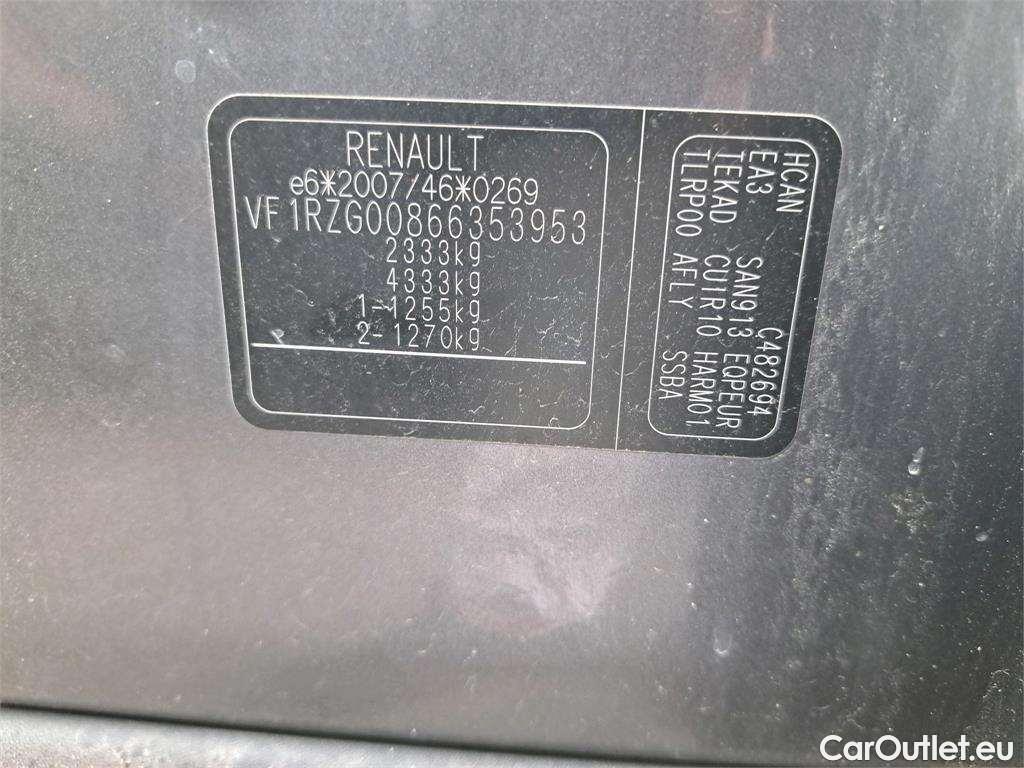 RENAULT
e6*2007/46*0269
VF1RZG00866353953
2333kg
4333kg
1-1255kg
2-1270kg
HCAN C482694
EA3 SAN913 EQPEUR
TEKAD CU1R10 HARM01
TLRP00 AFLY SSBA
CarOutlet.eu